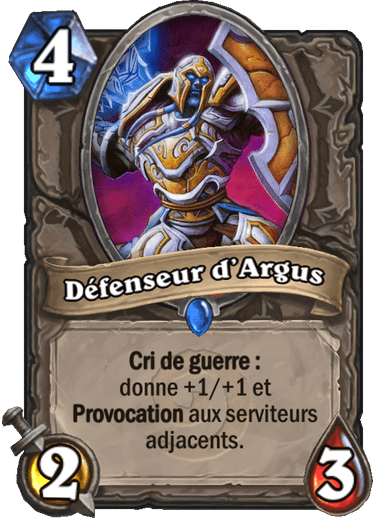 4
Défenseur d'Argus
Cri de guerre :
donne +1/+1 et
Provocation aux serviteurs
adjacents.
2
3